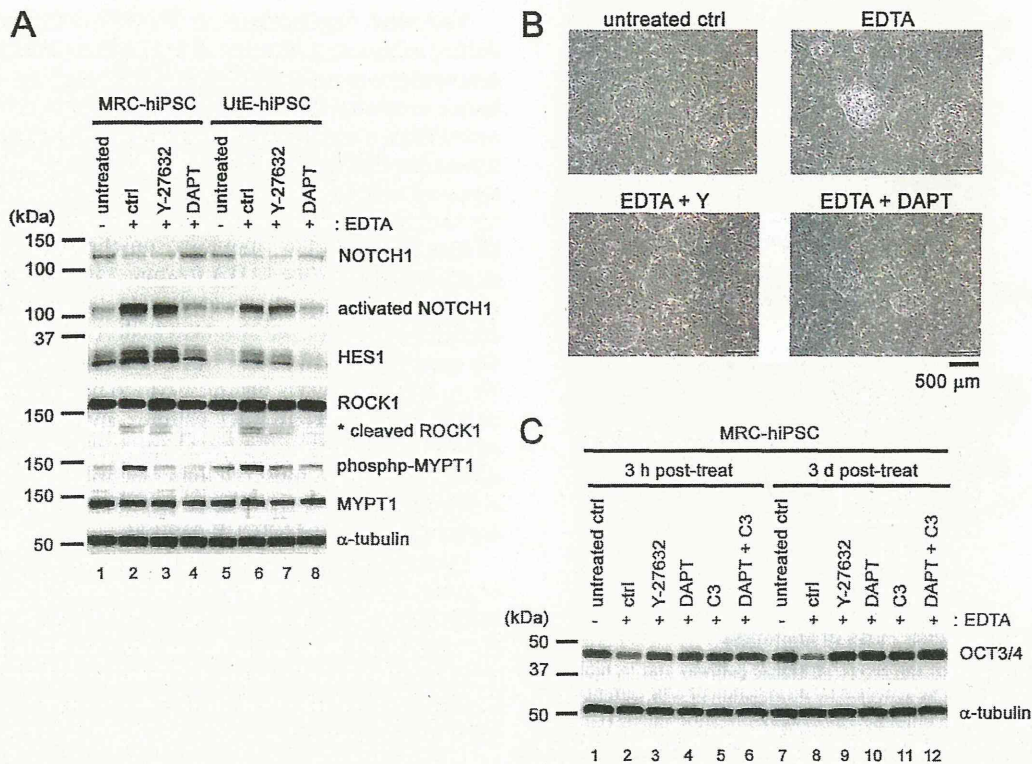 A
MRC-hiPSC UtE-hiPSC
untreated ctrl Y-27632 DAPT untreated ctrl Y-27632 DAPT
(kDa) - + + + - + + + : EDTA
150
NOTCH1
100
activated NOTCH1
100
37
HES1
ROCK1
150
* cleaved ROCK1
150 phosphp-MYPT1
150
MYPT1
50 α-tubulin
1 2 3 4 5 6 7 8
B
untreated ctrl EDTA
EDTA + Y EDTA + DAPT
500 µm
C
MRC-hiPSC
3 h post-treat 3 d post-treat
untreated ctrl ctrl Y-27632 DAPT C3 DAPT + C3 untreated ctrl ctrl Y-27632 DAPT C3 DAPT + C3
(kDa) - + + + + + - + + + + + : EDTA
50
OCT3/4
37
50 α-tubulin
1 2 3 4 5 6 7 8 9 10 11 12